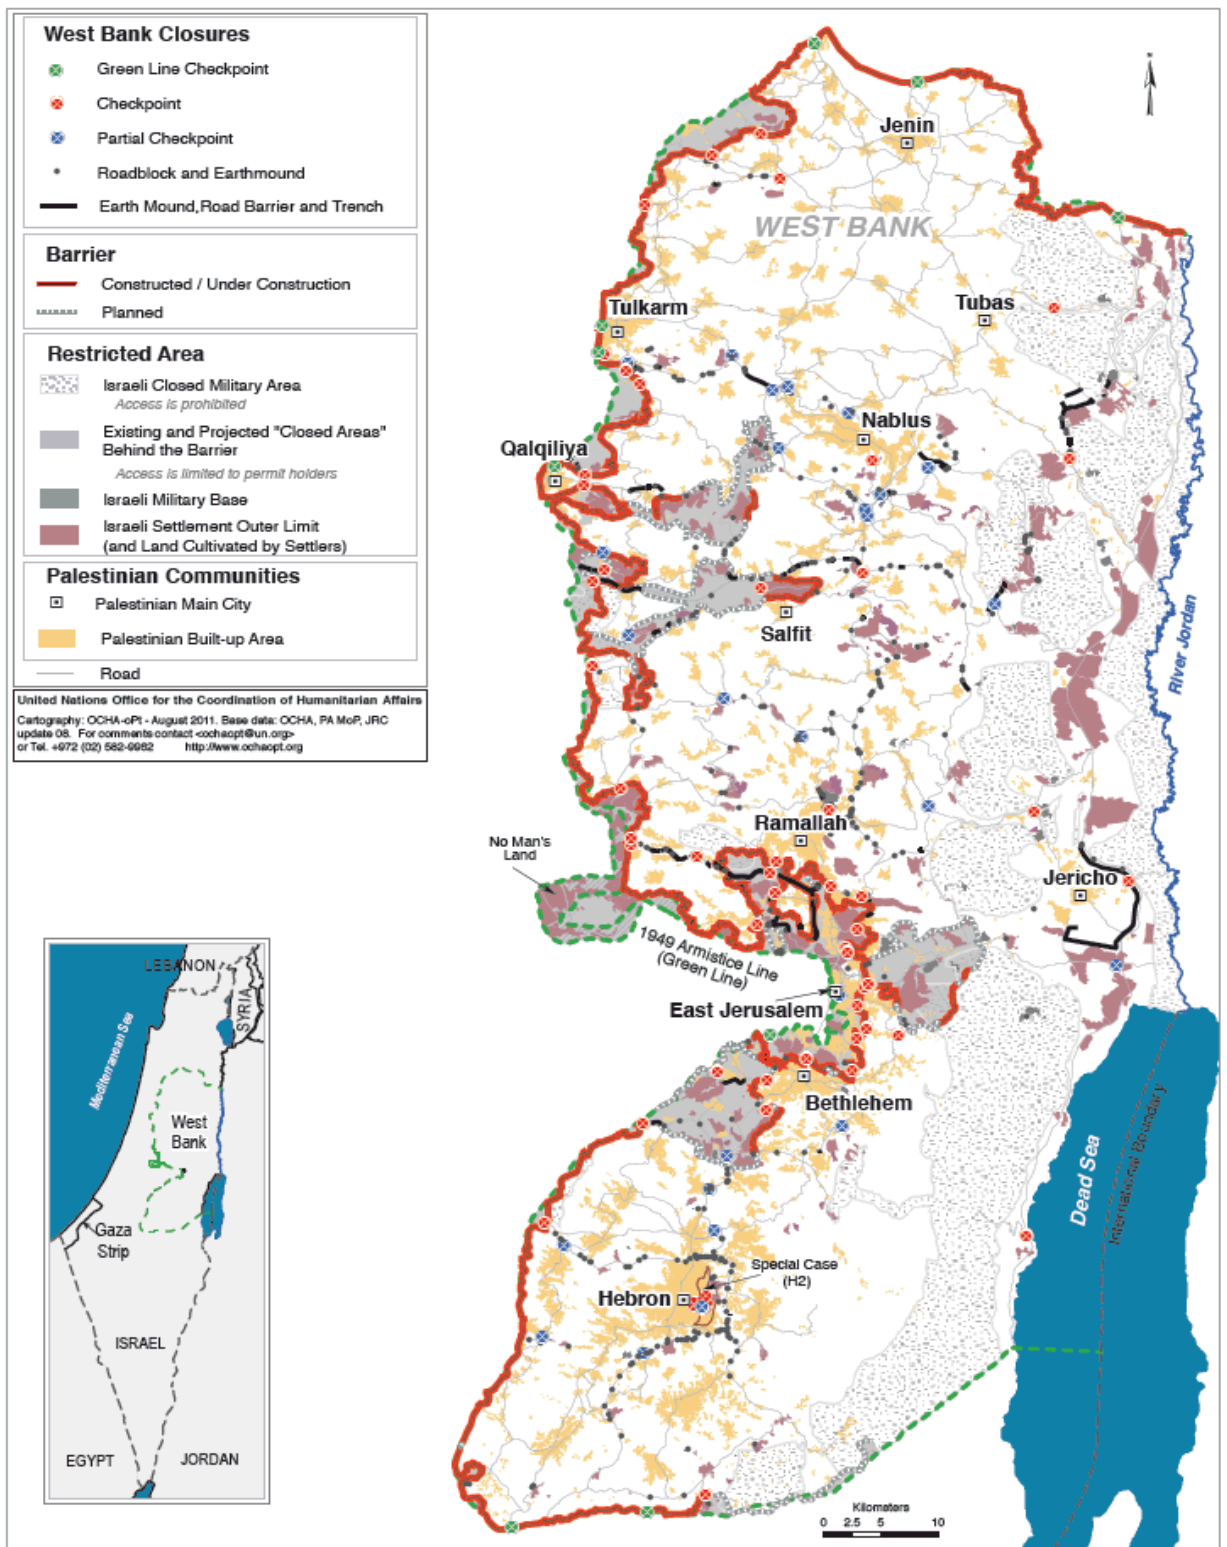 West Bank Closures
Green Line Checkpoint
Checkpoint
Partial Checkpoint
Roadblock and Earthmound
Earth Mound,Road Barrier and Trench
Barrier
Constructed / Under Construction
Planned
Restricted Area
Israeli Closed Military Area
Access is prohibited
Existing and Projected "Closed Areas"
Behind the Barrier
Access is limited to permit holders
Israeli Military Base
Israeli Settlement Outer Limit
(and Land Cultivated by Settlers)
Palestinian Communities
Palestinian Main City
Palestinian Built-up Area
Road
United Nations Office for the Coordination of Humanitarian Affairs
Cartography: OCHA-oPt - August 2011. Base data: OCHA, PA MoP, JRC
update 08. For comments contact <ochaopt@un.org>
or Tel. +972 (02) 582-9962 http://www.ochaopt.org
N
Jenin
WEST BANK
Tulkarm
Tubas
Nablus
Qalqiliya
Salfit
River Jordan
No Man's
Land
Ramallah
Jericho
1949 Armistice Line
(Green Line)
East Jerusalem
Bethlehem
Dead Sea
International Boundary
Special Case
(H2)
Hebron
Kilometers
0 2.5 5 10
LEBANON
SYRIA
Mediterranean Sea
West
Bank
Gaza
Strip
ISRAEL
EGYPT
JORDAN